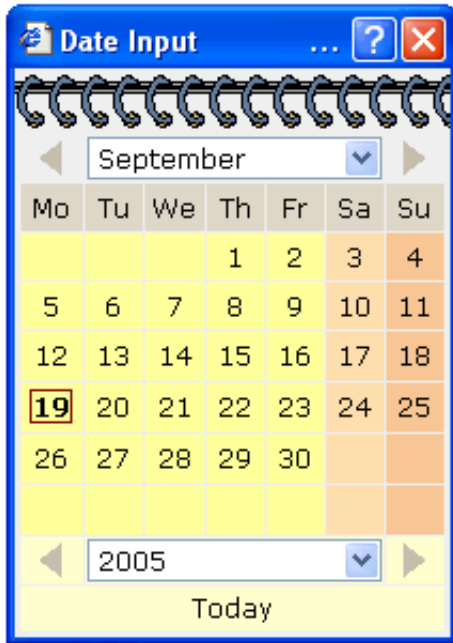 Date Input ... ?
September
Mo Tu We Th Fr Sa Su
1 2 3 4
5 6 7 8 9 10 11
12 13 14 15 16 17 18
19 20 21 22 23 24 25
26 27 28 29 30
2005
Today